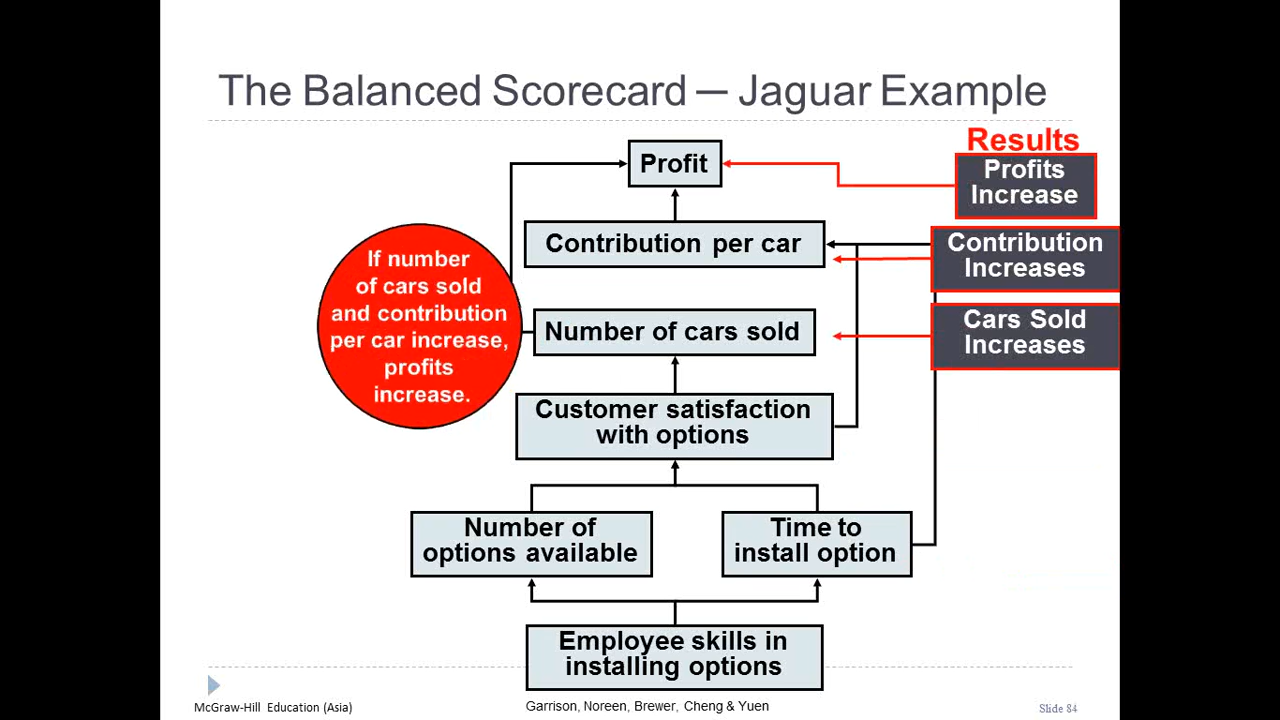 The Balanced Scorecard — Jaguar Example
Results
Profit
Profits
Increase
Contribution per car
Contribution
Increases
If number
of cars sold
and contribution
per car increase,
profits
increase.
Number of cars sold
Cars Sold
Increases
Customer satisfaction
with options
Number of
options available
Time to
install option
Employee skills in
installing options
McGraw-Hill Education (Asia)
Garrison, Noreen, Brewer, Cheng & Yuen
Slide 84